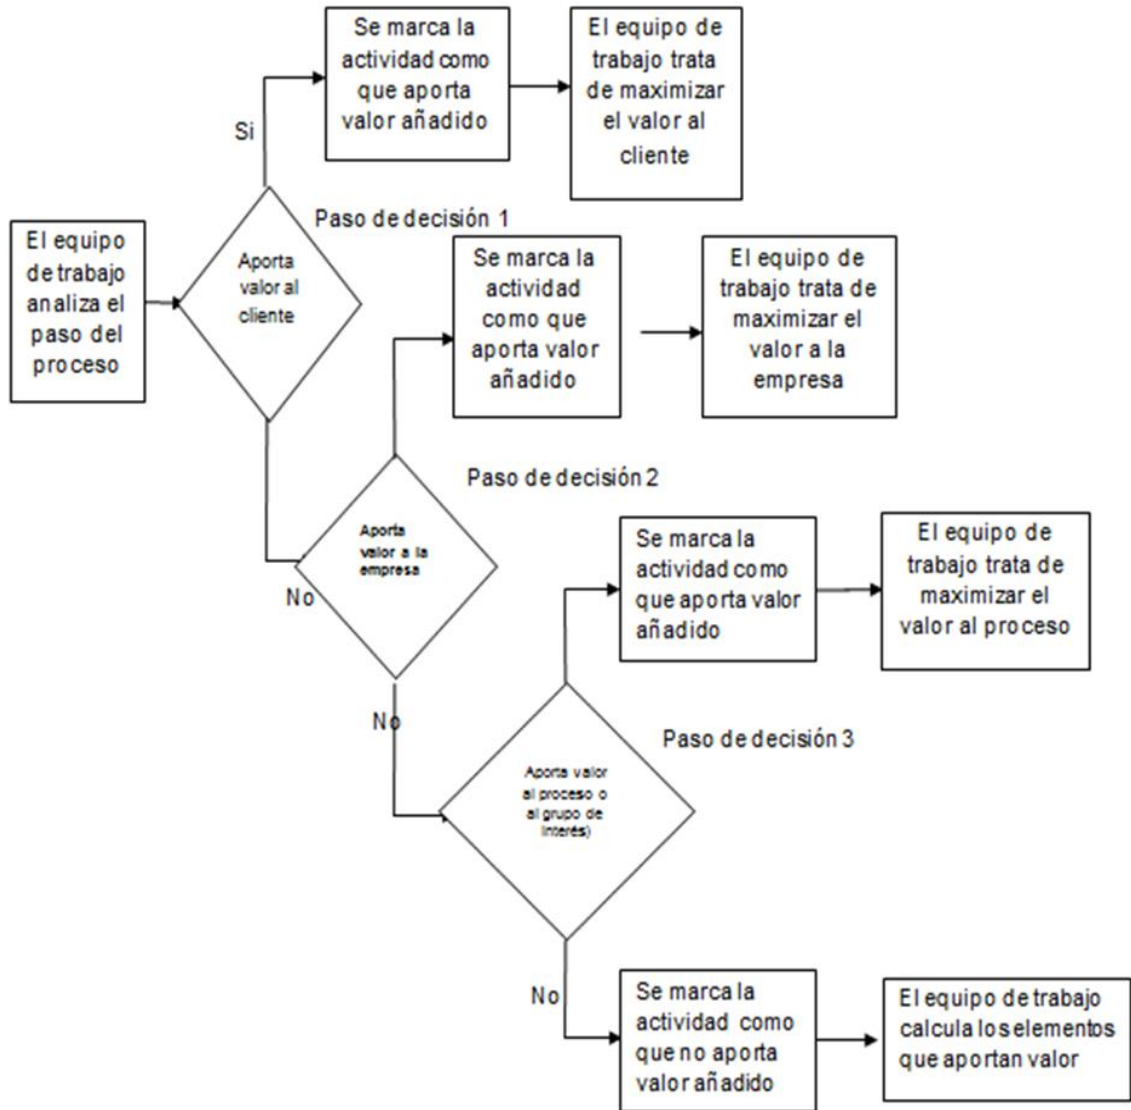 Se marca la
actividad como
que aporta
valor añadido
El equipo de
trabajo trata
de maximizar
el valor al
cliente
Si
Paso de decisión 1
El equipo
de trabajo
analiza el
paso del
proceso
Aporta
valor al
cliente
Se marca la
actividad
como que
aporta valor
añadido
El equipo de
trabajo trata de
maximizar el
valor a la
empresa
Paso de decisión 2
Aporta
valor a la
empresa
No
Se marca la
actividad como
que aporta valor
añadido
El equipo de
trabajo trata de
maximizar el
valor al proceso
No
Paso de decisión 3
Aporta valor
al proceso o
al grupo de
Interés)
No
Se marca la
actividad como
que no aporta
valor añadido
El equipo de trabajo
calcula los elementos
que aportan valor